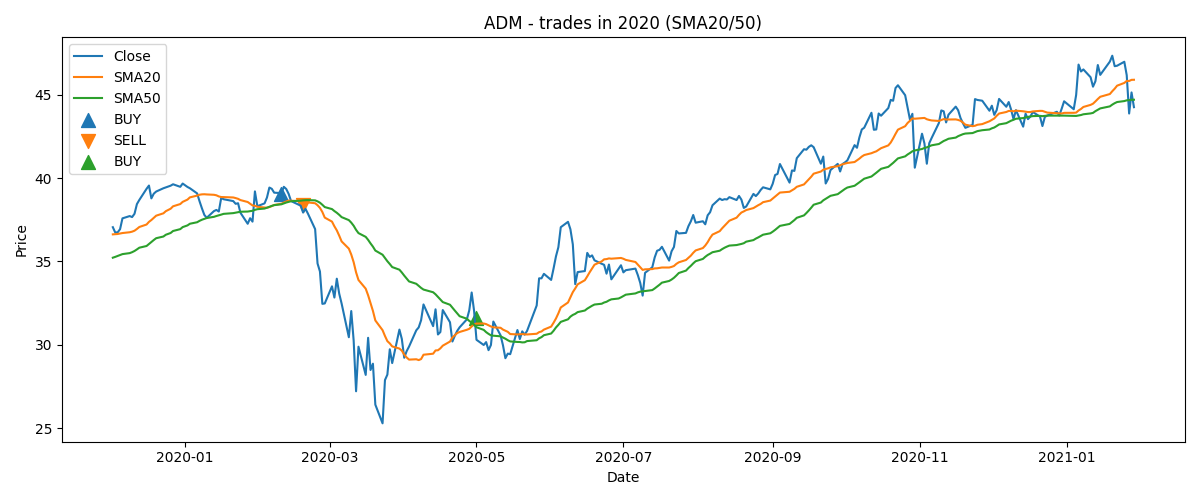 ADM - trades in 2020 (SMA20/50)
Close
SMA20
SMA50
BUY
SELL
BUY
Price
45
40
35
30
25
2020-01
2020-03
2020-05
2020-07
2020-09
2020-11
2021-01
Date